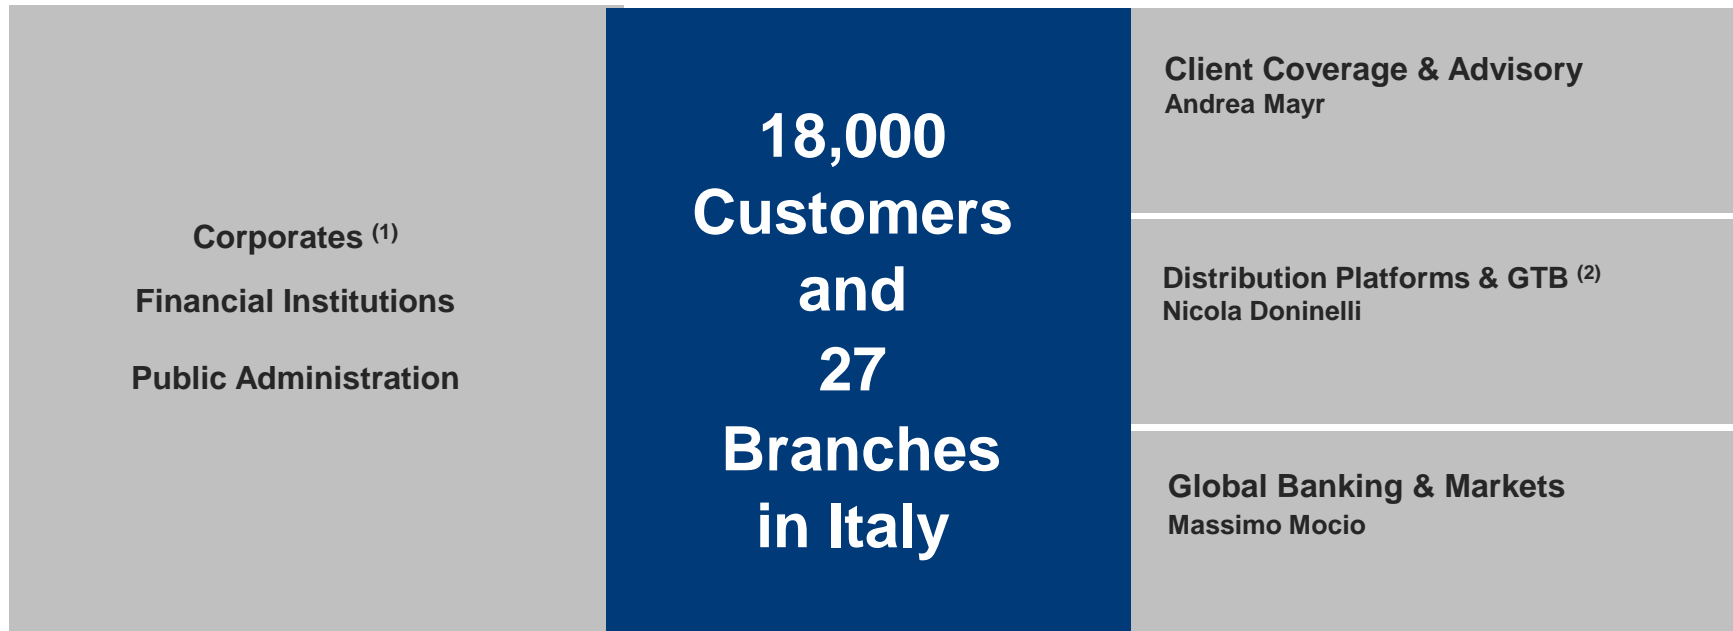 Corporates (1)
Financial Institutions
Public Administration
18,000
Customers
and
27
Branches
in Italy
Client Coverage & Advisory
Andrea Mayr
Distribution Platforms & GTB (2)
Nicola Doninelli
Global Banking & Markets
Massimo Mocio